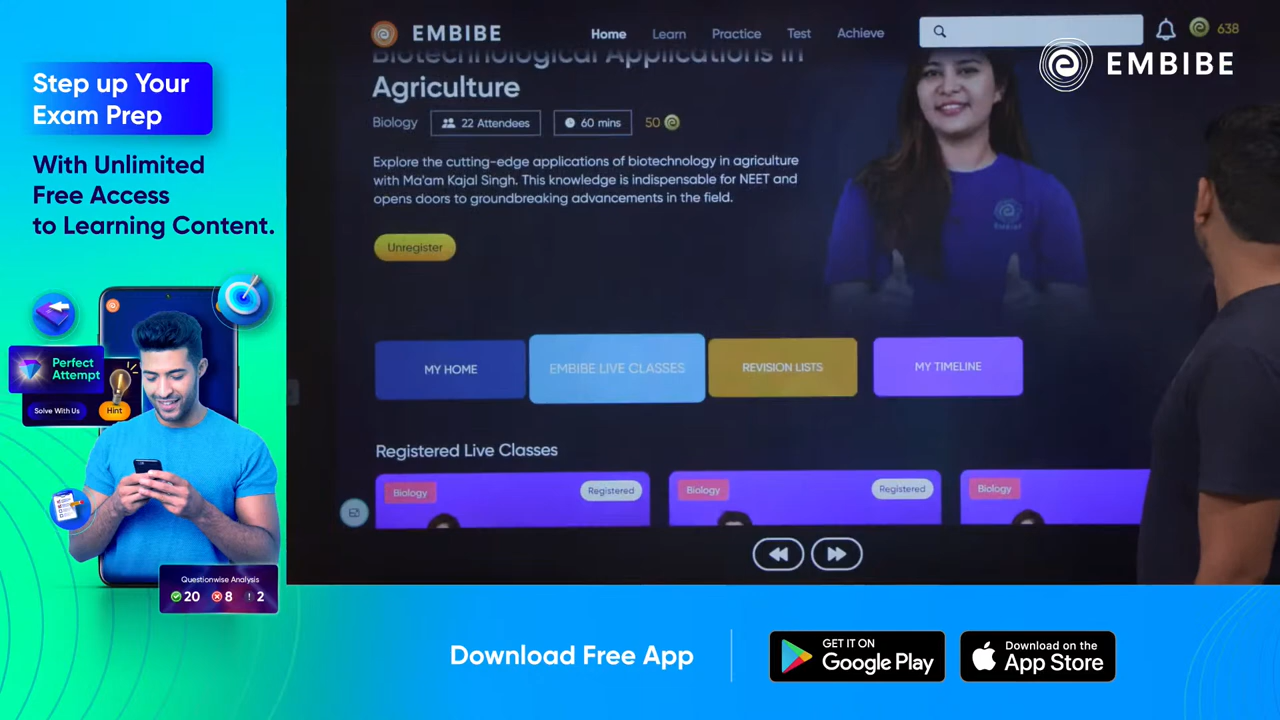 Step up Your
Exam Prep
With Unlimited
Free Access
to Learning Content.
Perfect
Attempt
Solve With Us
Hint
Questionwise Analysis
20 8 ! 2
EMBIBE
Home Learn Practice Test Achieve
638
EMBIBE
Biotechnological Applications in
Agriculture
Biology 22 Attendees 60 mins 50
Explore the cutting-edge applications of biotechnology in agriculture
with Ma'am Kajal Singh. This knowledge is indispensable for NEET and
opens doors to groundbreaking advancements in the field.
EMBIBE
Unregister
MY HOME EMBIBE LIVE CLASSES REVISION LISTS MY TIMELINE
Registered Live Classes
Biology Registered Biology Registered Biology
Download Free App
GET IT ON
Google Play
Download on the
App Store